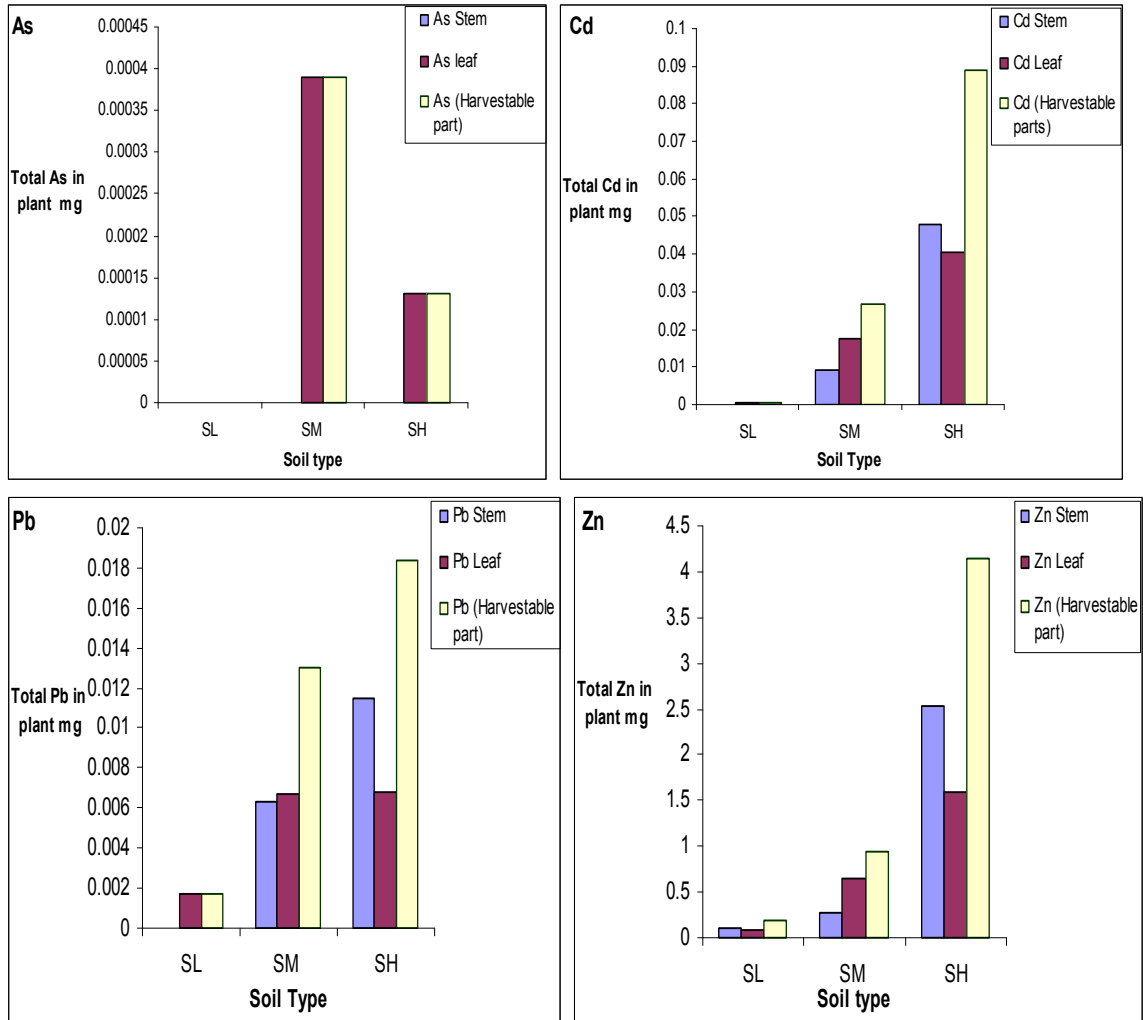 As
0.00045
0.0004
0.00035
0.0003
0.00025
0.0002
0.00015
0.0001
0.00005
0
Total As in
plant mg
SL SM SH
Soil type
As Stem
As leaf
As (Harvestable
part)
Cd
0.1
0.09
0.08
0.07
0.06
0.05
0.04
0.03
0.02
0.01
0
Total Cd in
plant mg
SL SM SH
Soil Type
Cd Stem
Cd Leaf
Cd (Harvestable
parts)
Pb
0.02
0.018
0.016
0.014
0.012
0.01
0.008
0.006
0.004
0.002
0
Total Pb in
plant mg
SL SM SH
Soil Type
Pb Stem
Pb Leaf
Pb (Harvestable
part)
Zn
4.5
4
3.5
3
2.5
2
1.5
1
0.5
0
Total Zn in
plant mg
SL SM SH
Soil type
Zn Stem
Zn Leaf
Zn (Harvestable
part)